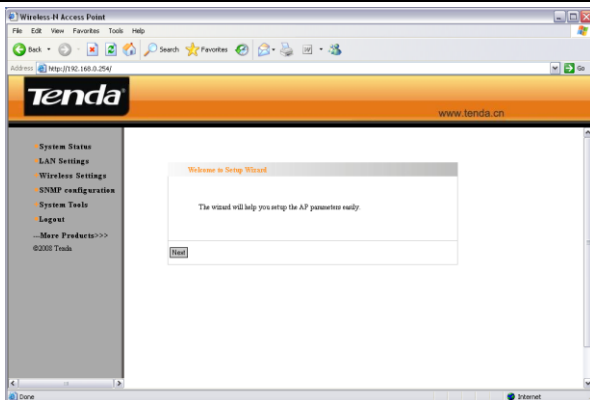 Wireless-N Access Point
File Edit View Favorites Tools Help
Back Search Favorites
Address http://192.168.0.254/ Go
Tenda
www.tenda.cn
System Status
LAN Settings
Wireless Settings
SNMP configuration
System Tools
Logout
---More Products>>>
©2008 Tenda
Welcome to Setup Wizard
The wizard will help you setup the AP parameters easily.
Next
Done Internet